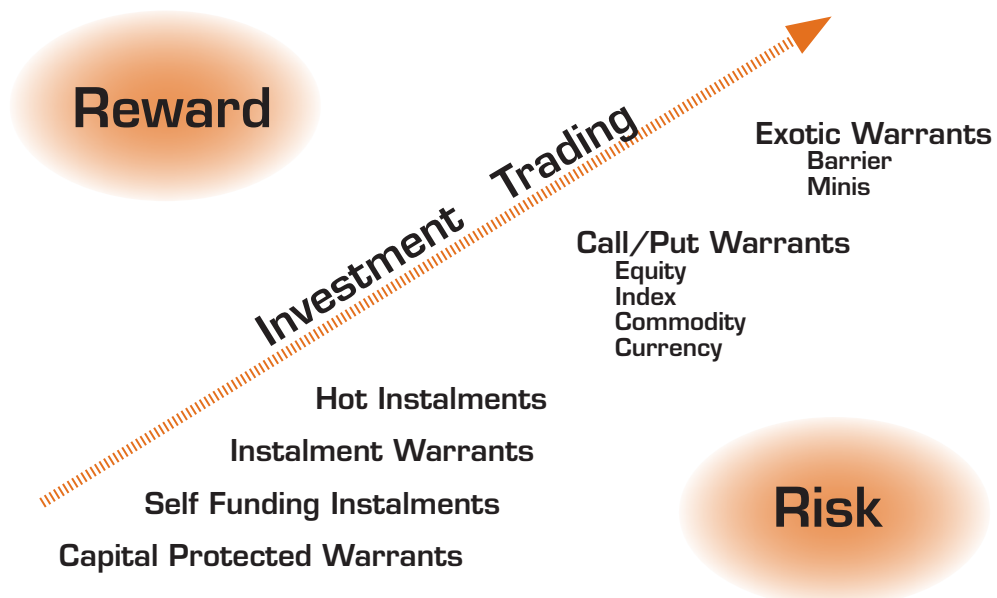 Reward
Investment Trading
Exotic Warrants
Barrier
Minis
Call/Put Warrants
Equity
Index
Commodity
Currency
Hot Instalments
Instalment Warrants
Self Funding Instalments
Capital Protected Warrants
Risk